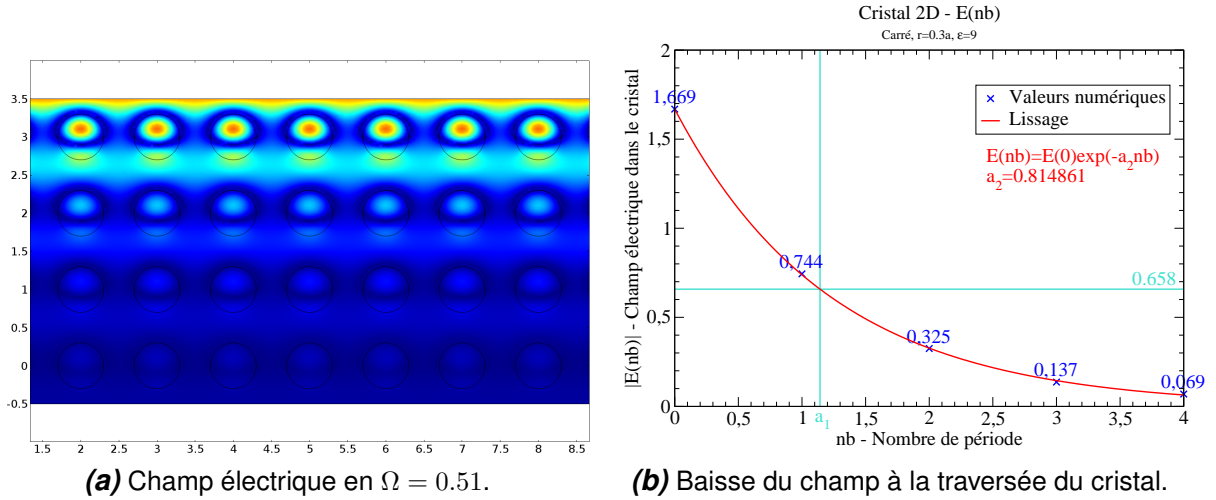 Cristal 2D - E(nb)
Carré, r=0.3a, ε=9
3.5
3
2.5
2
1.5
1
0.5
0
-0.5
1.5 2 2.5 3 3.5 4 4.5 5 5.5 6 6.5 7 7.5 8 8.5
(a) Champ électrique en Ω = 0.51.
|E(nb)| - Champ électrique dans le cristal
2
1,5
1
0,5
0
1,669
0,744
0,325
0,137
0,069
0.658
Valeurs numériques
Lissage
E(nb)=E(0)exp(-a₂nb)
a₂=0.814861
0 0,5 1 a₁ 1,5 2 2,5 3 3,5 4
nb - Nombre de période
(b) Baisse du champ à la traversée du cristal.